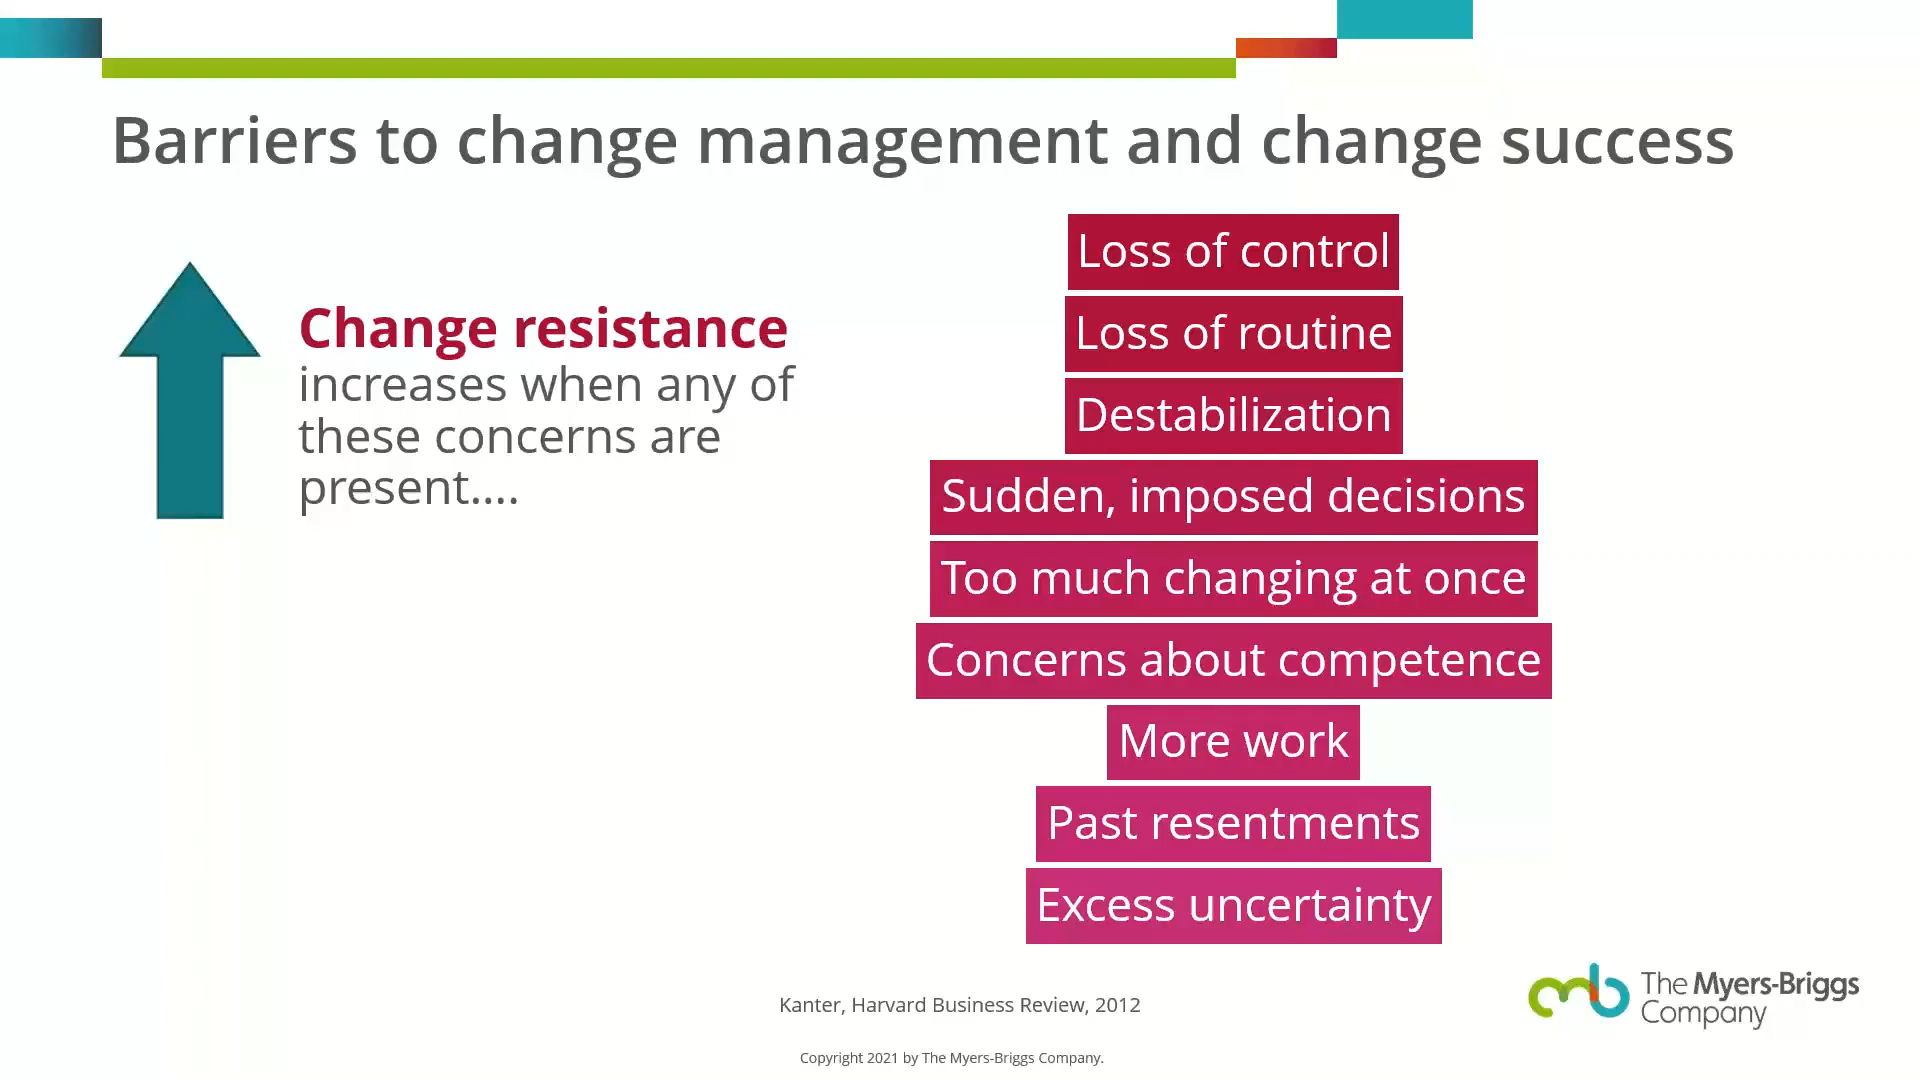 Barriers to change management and change success
Change resistance
increases when any of
these concerns are
present....
Loss of control
Loss of routine
Destabilization
Sudden, imposed decisions
Too much changing at once
Concerns about competence
More work
Past resentments
Excess uncertainty
Kanter, Harvard Business Review, 2012
Copyright 2021 by The Myers-Briggs Company.
mb
The Myers-Briggs
Company